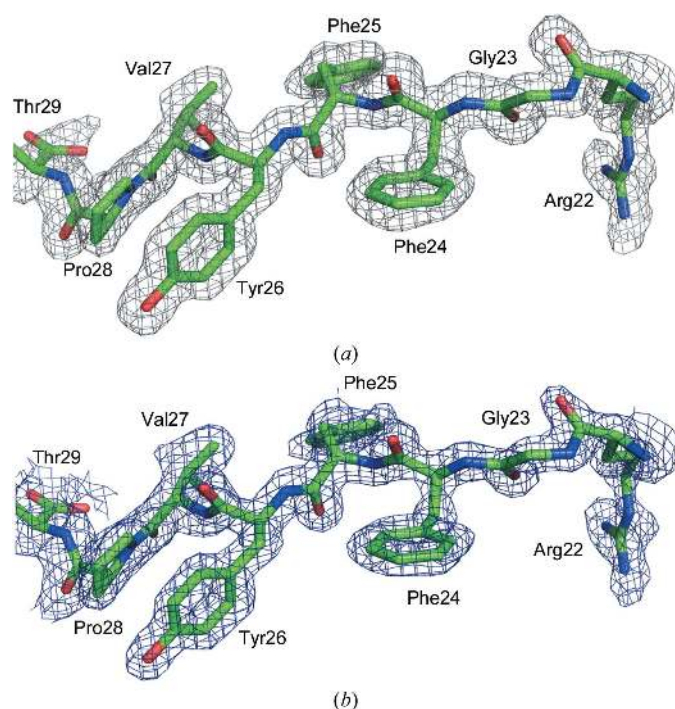 Phe25
Val27
Gly23
Thr29
Arg22
Phe24
Pro28
Tyr26
(a)
Phe25
Val27
Gly23
Thr29
Arg22
Phe24
Pro28
Tyr26
(b)